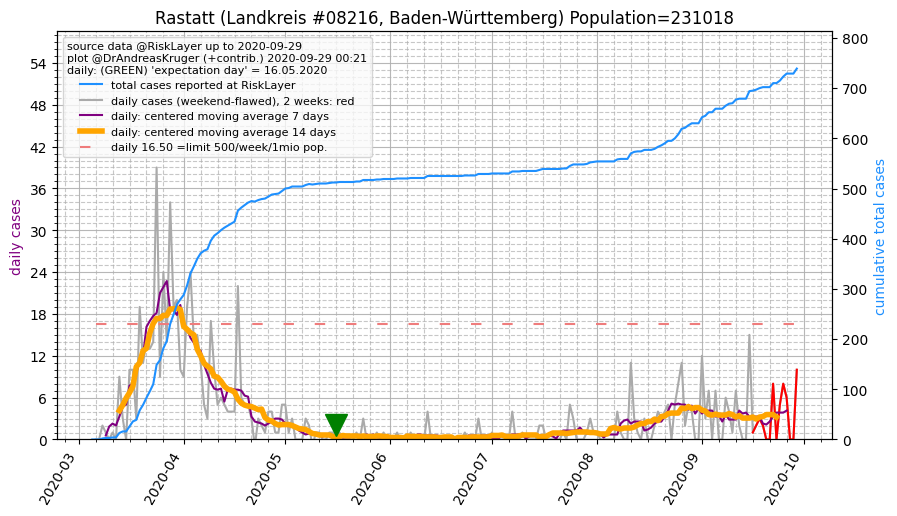 Rastatt (Landkreis #08216, Baden-Württemberg) Population=231018
source data @RiskLayer up to 2020-09-29
plot @DrAndreasKruger (+contrib.) 2020-09-29 00:21
daily: (GREEN) 'expectation day' = 16.05.2020
total cases reported at RiskLayer
daily cases (weekend-flawed), 2 weeks: red
daily: centered moving average 7 days
daily: centered moving average 14 days
daily 16.50 =limit 500/week/1mio pop.
daily cases
54
48
42
36
30
24
18
12
6
0
800
700
600
500
400
300
200
100
0
cumulative total cases
2020-03
2020-04
2020-05
2020-06
2020-07
2020-08
2020-09
2020-10